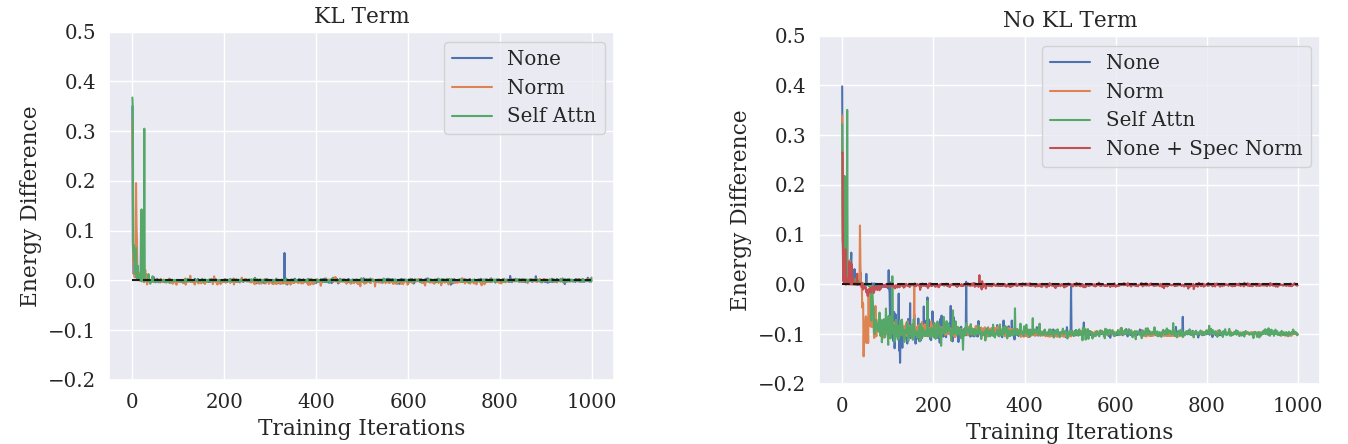 KL Term
0.5
0.4
0.3
0.2
0.1
0.0
−0.1
−0.2
Energy Difference
None
Norm
Self Attn
0 200 400 600 800 1000
Training Iterations
No KL Term
0.5
0.4
0.3
0.2
0.1
0.0
−0.1
−0.2
Energy Difference
None
Norm
Self Attn
None + Spec Norm
0 200 400 600 800 1000
Training Iterations